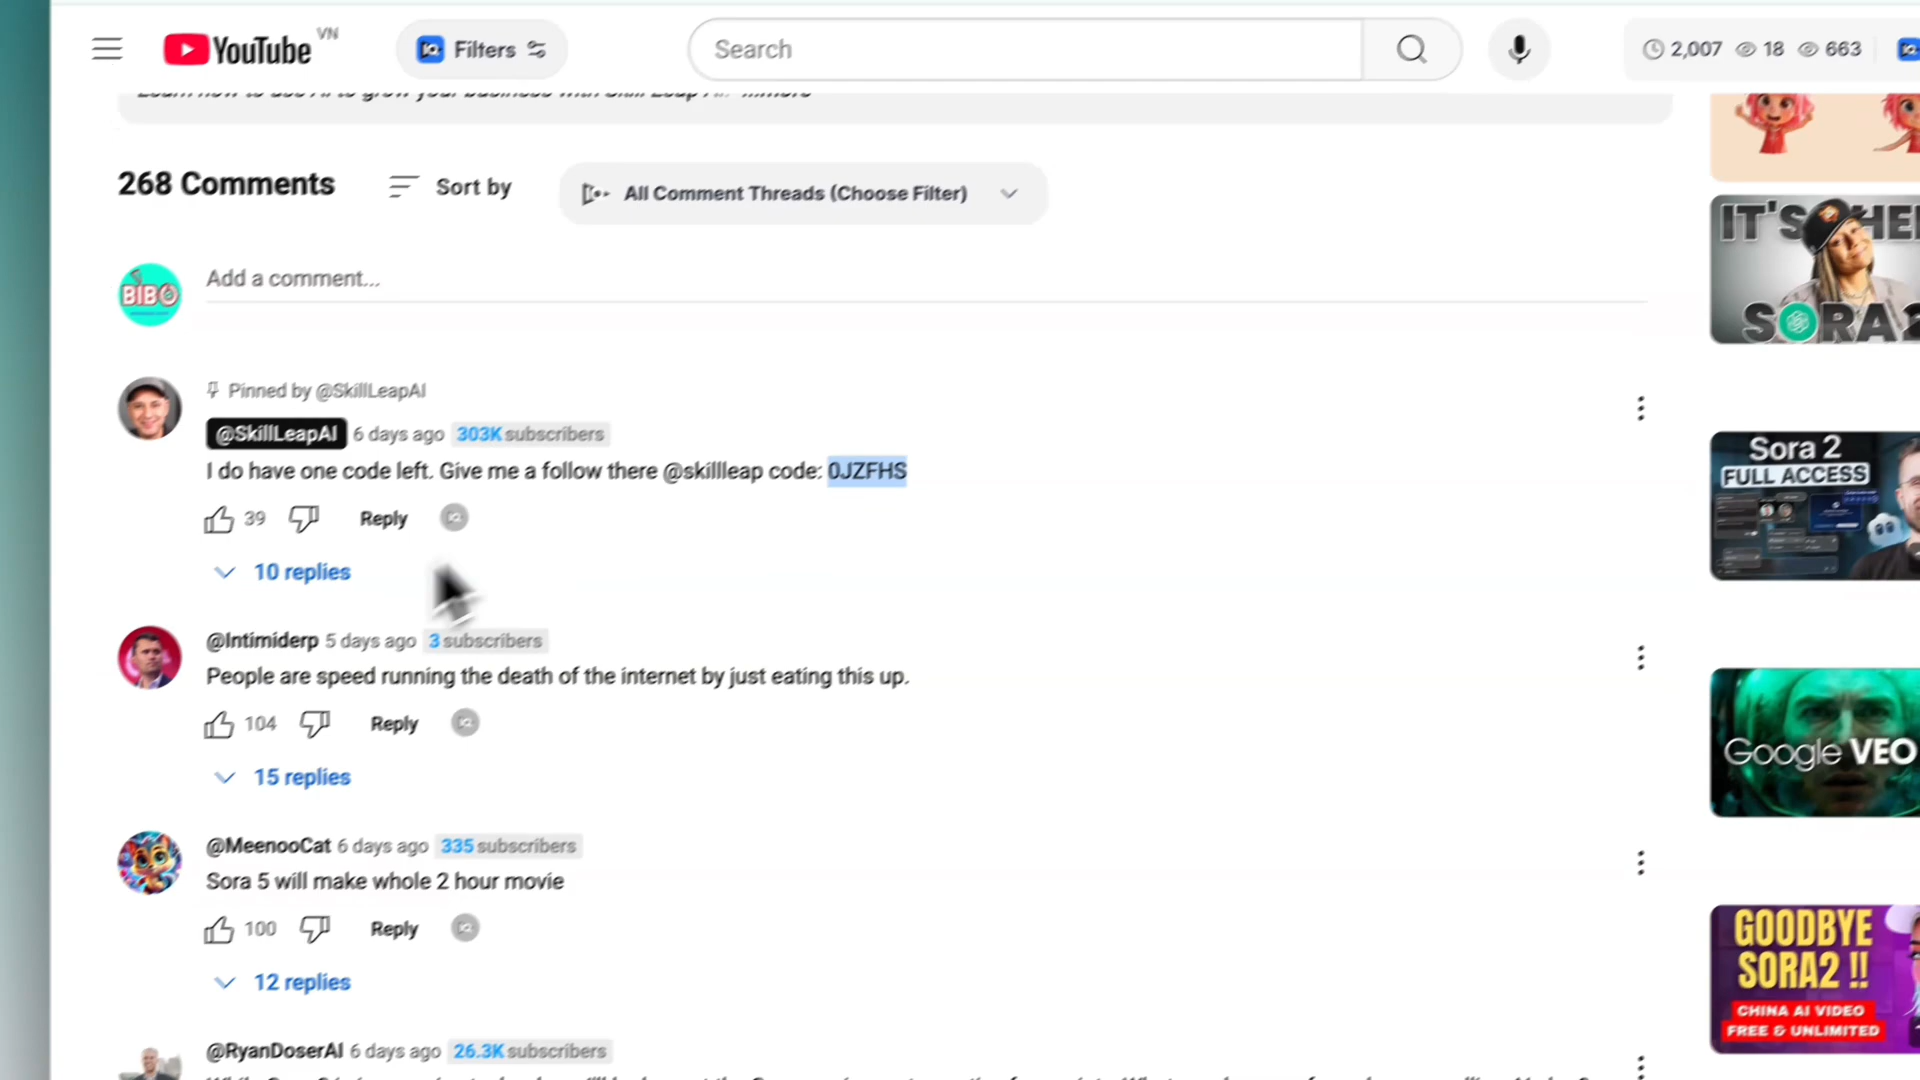 YouTube VN
Filters
Search
2,007 18 663
268 Comments
Sort by
All Comment Threads (Choose Filter)
BIBO
Add a comment...
Pinned by @SkillLeapAI
@SkillLeapAI 6 days ago 303K subscribers
I do have one code left. Give me a follow there @skillleap code: 0JZFHS
39 Reply
10 replies
@Intimiderp 5 days ago 3 subscribers
People are speed running the death of the internet by just eating this up.
104 Reply
15 replies
@MeenooCat 6 days ago 335 subscribers
Sora 5 will make whole 2 hour movie
100 Reply
12 replies
@RyanDoserAI 6 days ago 26.3K subscribers
IT'S HE
SORA 2
Sora 2
FULL ACCESS
Google VEO
GOODBYE
SORA2 !!
CHINA AI VIDEO
FREE & UNLIMITED